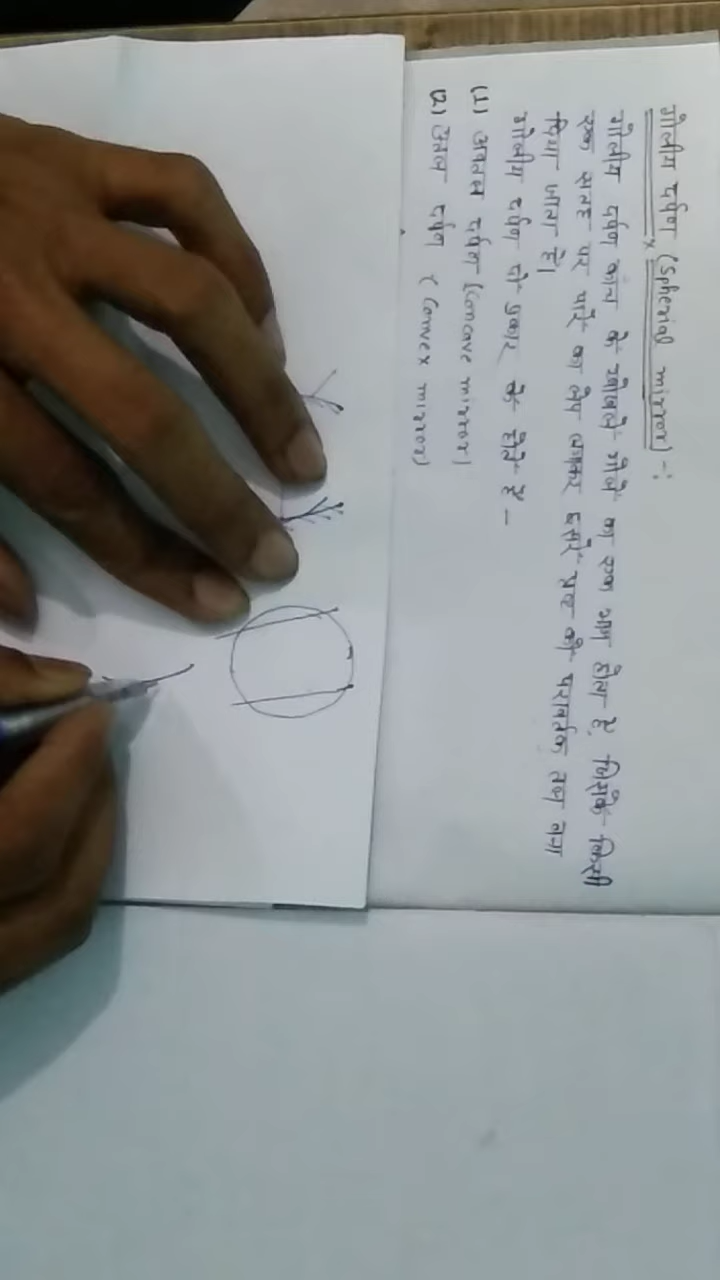 गोलीय दर्पण (Spherial mirror) -:
गोलीय दर्पण कांच के खोखले गोले का एक भाग होता है, जिसके किसी
एक सतह पर पारे का लेप लगाकर दूसरे पृष्ठ को परावर्तक तल बना
दिया जाता है।
गोलीय दर्पण दो प्रकार के होते हैं -
(1) अवतल दर्पण (concave mirror)
(2) उत्तल दर्पण (convex mirror)